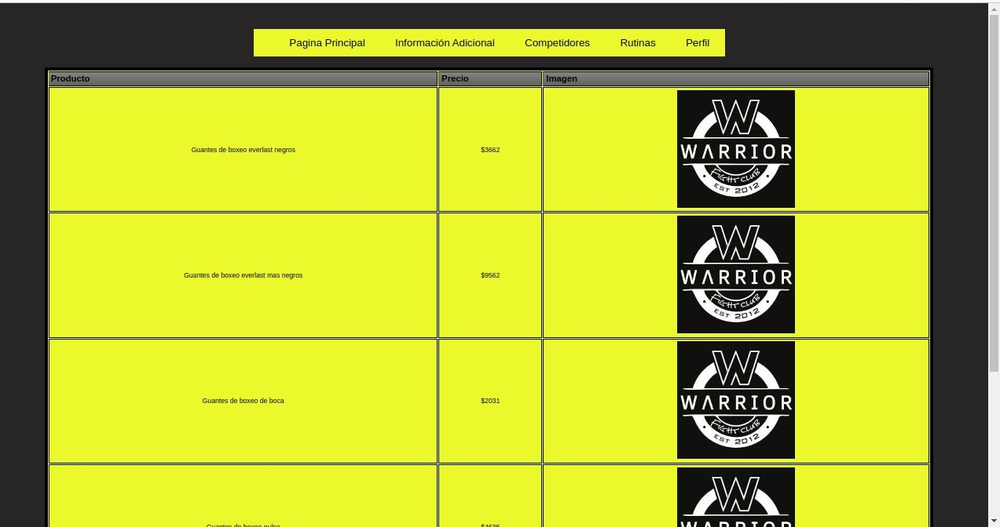 Pagina Principal Información Adicional Competidores Rutinas Perfil
Producto Precio Imagen
Guantes de boxeo everlast negros $3662
W
WARRIOR
FIGHT CLUB
EST 2012
Guantes de boxeo everlast mas negros $9562
W
WARRIOR
FIGHT CLUB
EST 2012
Guantes de boxeo de boca $2031
W
WARRIOR
FIGHT CLUB
EST 2012
W
WARRIOR
Guantes de boxeo